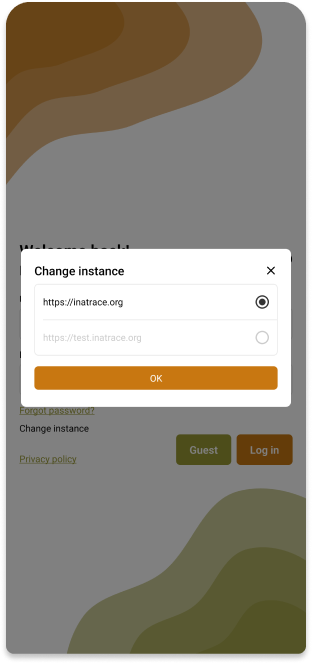 Welcome back!
Change instance
https://inatrace.org
https://test.inatrace.org
OK
Forgot password?
Change instance
Guest
Log in
Privacy policy